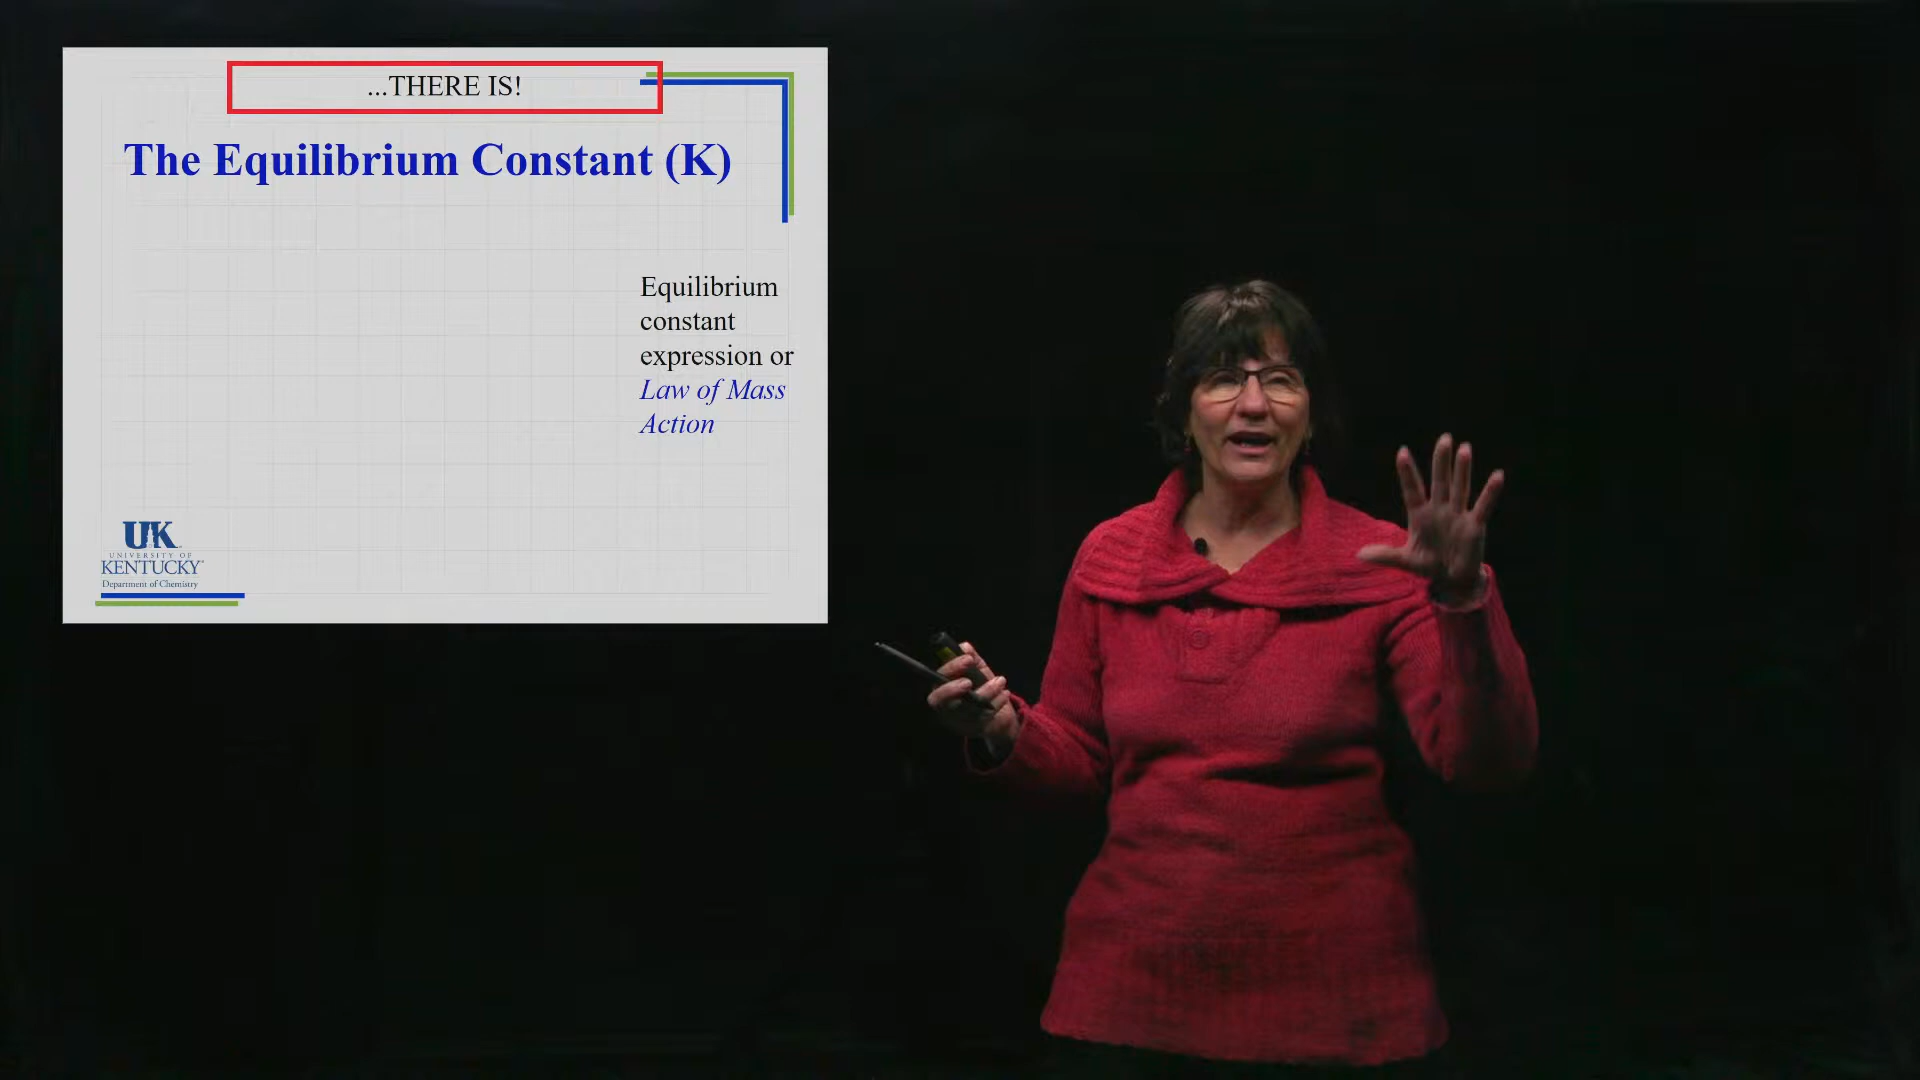 ...THERE IS!
The Equilibrium Constant (K)
Equilibrium
constant
expression or
Law of Mass
Action
UK
UNIVERSITY OF
KENTUCKY
Department of Chemistry